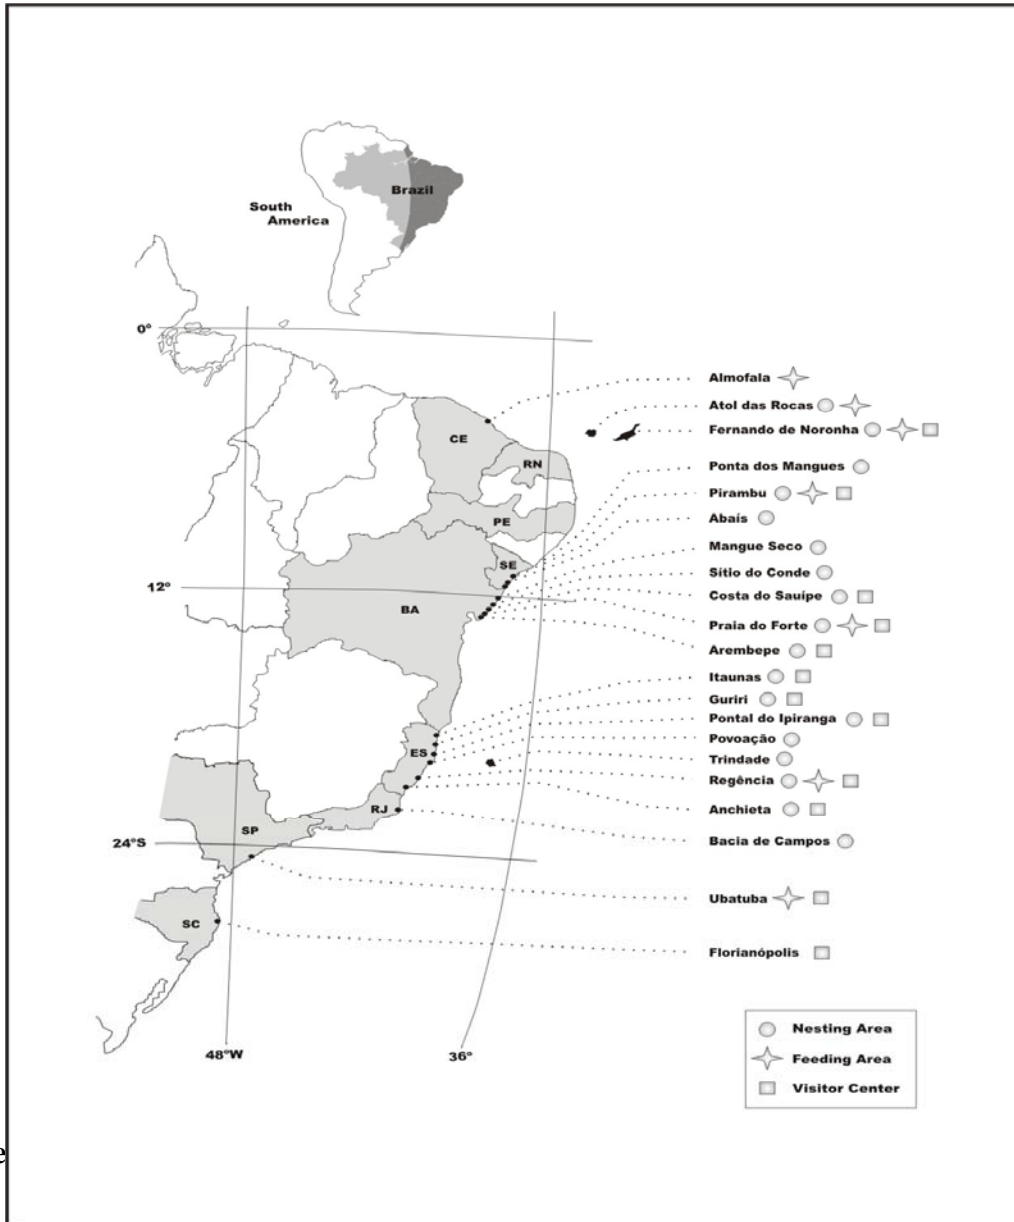 Brazil
South
America
0°
Almofala
Atol das Rocas
Fernando de Noronha
CE
RN
Ponta dos Mangues
Pirambu
Abaís
PE
Mangue Seco
SE
Sítio do Conde
12°
Costa do Sauípe
BA
Praia do Forte
Arembepe
Itaunas
Guriri
Pontal do Ipiranga
Povoação
ES
Trindade
Regência
RJ
Anchieta
SP
Bacia de Campos
24°S
Ubatuba
SC
Florianópolis
Nesting Area
48°W
36°
Feeding Area
Visitor Center
e